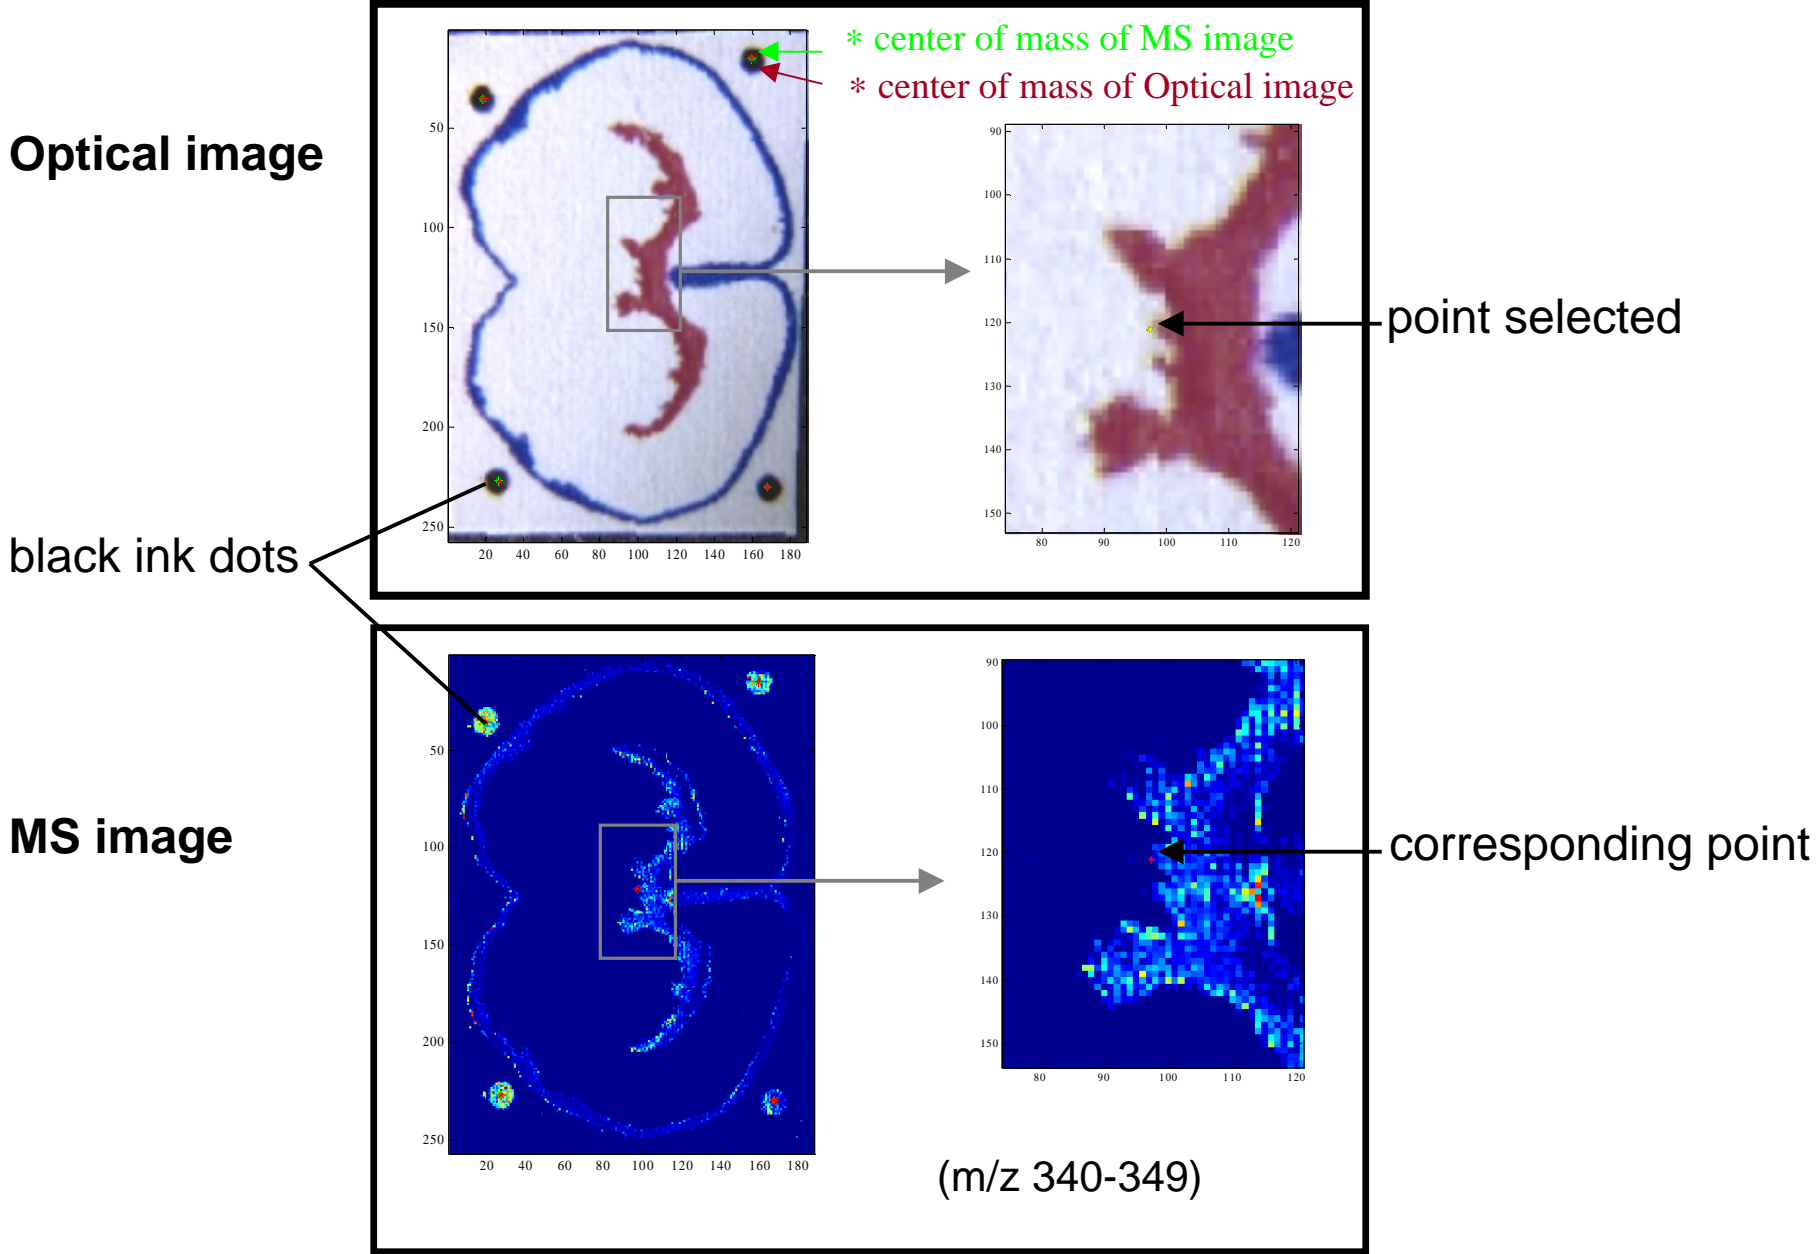 * center of mass of MS image
* center of mass of Optical image
Optical image
50
100
150
200
250
20 40 60 80 100 120 140 160 180
90
100
110
120
130
140
150
80 90 100 110 120
point selected
black ink dots
MS image
50
100
150
200
250
20 40 60 80 100 120 140 160 180
90
100
110
120
130
140
150
80 90 100 110 120
corresponding point
(m/z 340-349)